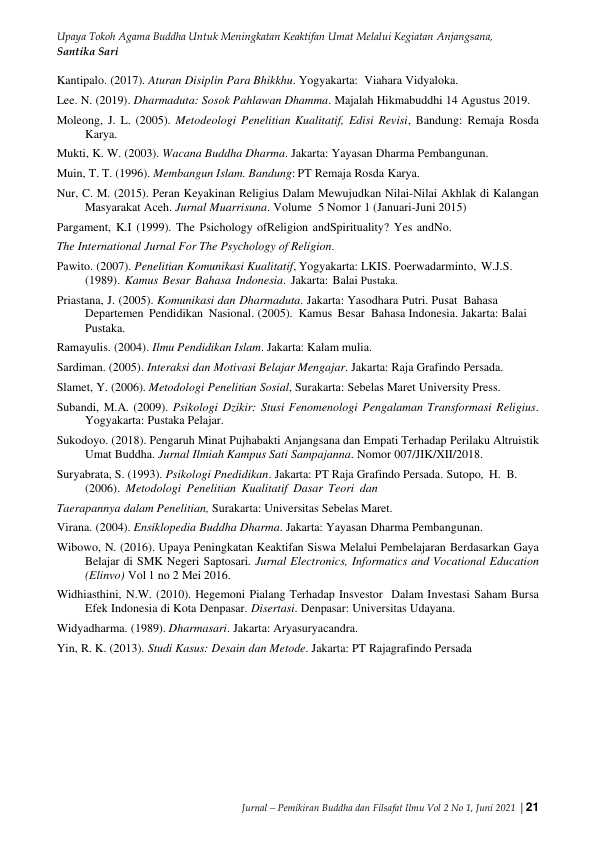 Upaya Tokoh Agama Buddha Untuk Meningkatan Keaktifan Umat Melalui Kegiatan Anjangsana,
Santika Sari
Kantipalo. (2017). Aturan Disiplin Para Bhikkhu. Yogyakarta: Viahara Vidyaloka.
Lee. N. (2019). Dharmaduta: Sosok Pahlawan Dhamma. Majalah Hikmabuddhi 14 Agustus 2019.
Moleong, J. L. (2005). Metodeologi Penelitian Kualitatif, Edisi Revisi, Bandung: Remaja Rosda
Karya.
Mukti, K. W. (2003). Wacana Buddha Dharma. Jakarta: Yayasan Dharma Pembangunan.
Muin, T. T. (1996). Membangun Islam. Bandung: PT Remaja Rosda Karya.
Nur, C. M. (2015). Peran Keyakinan Religius Dalam Mewujudkan Nilai-Nilai Akhlak di Kalangan
Masyarakat Aceh. Jurnal Muarrisuna. Volume 5 Nomor 1 (Januari-Juni 2015)
Pargament, K.I (1999). The Psichology ofReligion andSpirituality? Yes andNo.
The International Jurnal For The Psychology of Religion.
Pawito. (2007). Penelitian Komunikasi Kualitatif, Yogyakarta: LKIS. Poerwadarminto, W.J.S.
(1989). Kamus Besar Bahasa Indonesia. Jakarta: Balai Pustaka.
Priastana, J. (2005). Komunikasi dan Dharmaduta. Jakarta: Yasodhara Putri. Pusat Bahasa
Departemen Pendidikan Nasional. (2005). Kamus Besar Bahasa Indonesia. Jakarta: Balai
Pustaka.
Ramayulis. (2004). Ilmu Pendidikan Islam. Jakarta: Kalam mulia.
Sardiman. (2005). Interaksi dan Motivasi Belajar Mengajar. Jakarta: Raja Grafindo Persada.
Slamet, Y. (2006). Metodologi Penelitian Sosial, Surakarta: Sebelas Maret University Press.
Subandi, M.A. (2009). Psikologi Dzikir: Stusi Fenomenologi Pengalaman Transformasi Religius.
Yogyakarta: Pustaka Pelajar.
Sukodoyo. (2018). Pengaruh Minat Pujhabakti Anjangsana dan Empati Terhadap Perilaku Altruistik
Umat Buddha. Jurnal Ilmiah Kampus Sati Sampajanna. Nomor 007/JIK/XII/2018.
Suryabrata, S. (1993). Psikologi Pnedidikan. Jakarta: PT Raja Grafindo Persada. Sutopo, H. B.
(2006). Metodologi Penelitian Kualitatif Dasar Teori dan
Taerapannya dalam Penelitian, Surakarta: Universitas Sebelas Maret.
Virana. (2004). Ensiklopedia Buddha Dharma. Jakarta: Yayasan Dharma Pembangunan.
Wibowo, N. (2016). Upaya Peningkatan Keaktifan Siswa Melalui Pembelajaran Berdasarkan Gaya
Belajar di SMK Negeri Saptosari. Jurnal Electronics, Informatics and Vocational Education
(Elinvo) Vol 1 no 2 Mei 2016.
Widhiasthini, N.W. (2010). Hegemoni Pialang Terhadap Insvestor Dalam Investasi Saham Bursa
Efek Indonesia di Kota Denpasar. Disertasi. Denpasar: Universitas Udayana.
Widyadharma. (1989). Dharmasari. Jakarta: Aryasuryacandra.
Yin, R. K. (2013). Studi Kasus: Desain dan Metode. Jakarta: PT Rajagrafindo Persada
Jurnal – Pemikiran Buddha dan Filsafat Ilmu Vol 2 No 1, Juni 2021 | 21